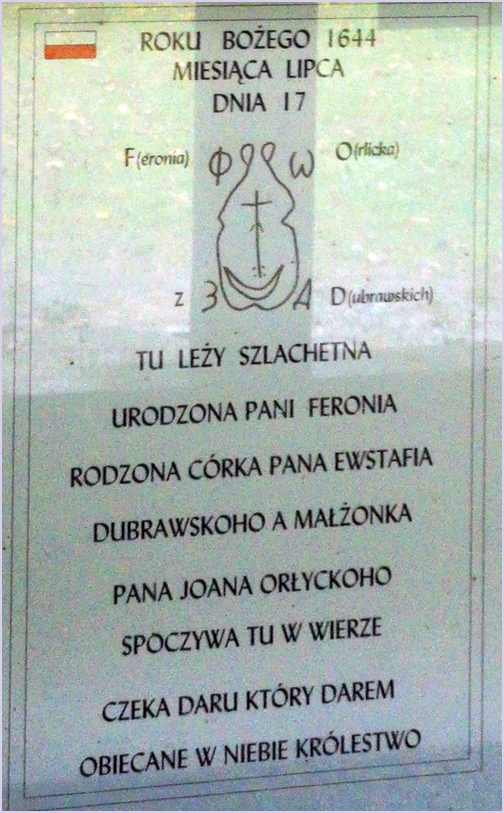 ROKU BOŻEGO 1644
MIESIĄCA LIPCA
DNIA 17
F(eronia) Ф W O(rlicka)
z З Д D(ubrawskich)
TU LEŻY SZLACHETNA
URODZONA PANI FERONIA
RODZONA CÓRKA PANA EWSTAFIA
DUBRAWSKOHO A MAŁŻONKA
PANA JOANA ORŁYCKOHO
SPOCZYWA TU W WIERZE
CZEKA DARU KTÓRY DAREM
OBIECANE W NIEBIE KRÓLESTWO